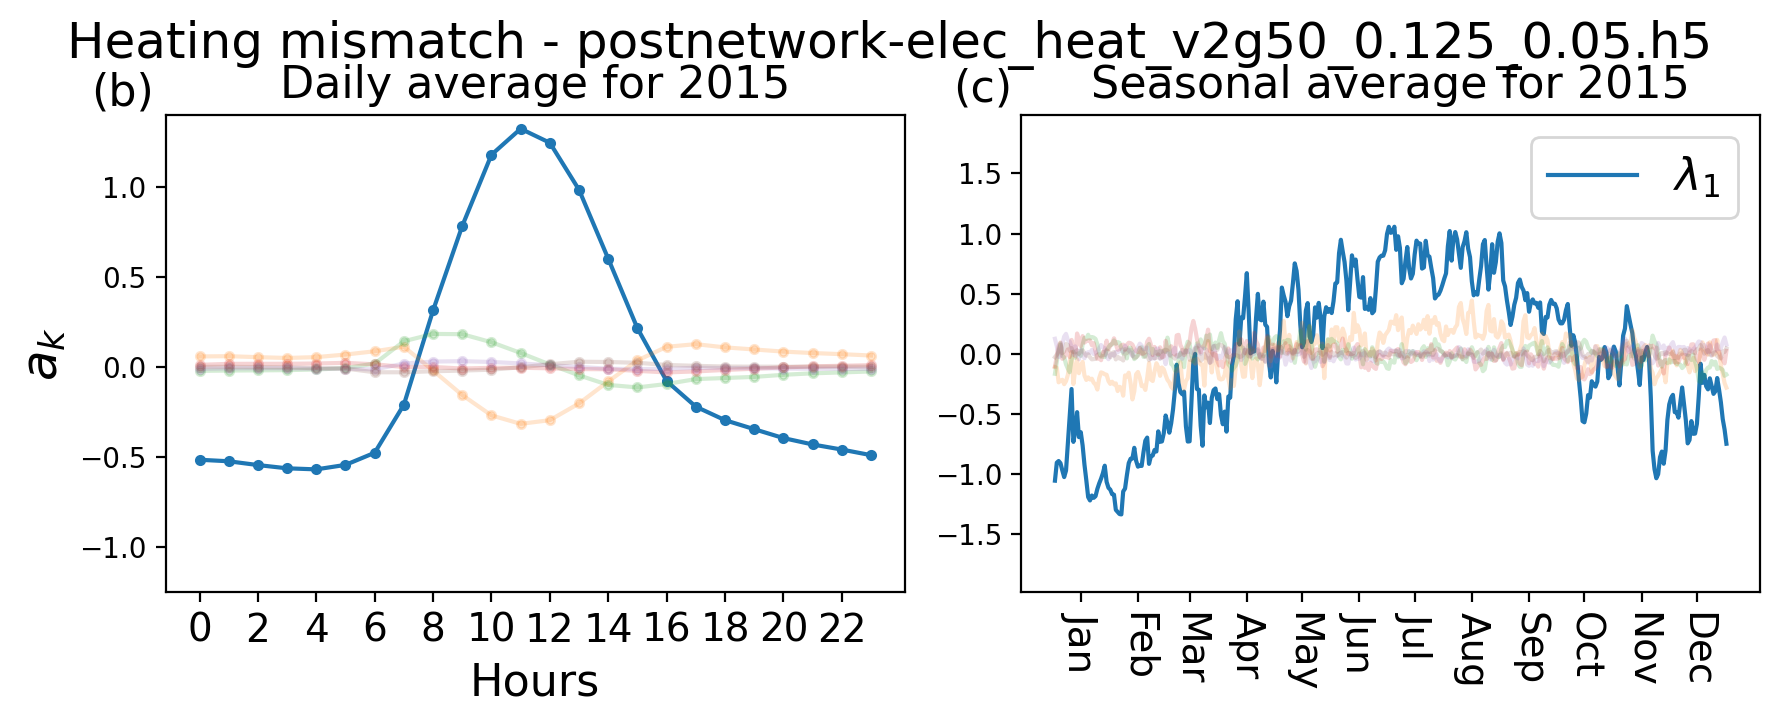 Heating mismatch - postnetwork-elec_heat_v2g50_0.125_0.05.h5
(b) Daily average for 2015
1.0
0.5
0.0
−0.5
−1.0
a_k
0 2 4 6 8 10 12 14 16 18 20 22
Hours
(c) Seasonal average for 2015
λ₁
1.5
1.0
0.5
0.0
−0.5
−1.0
−1.5
Jan Feb Mar Apr May Jun Jul Aug Sep Oct Nov Dec